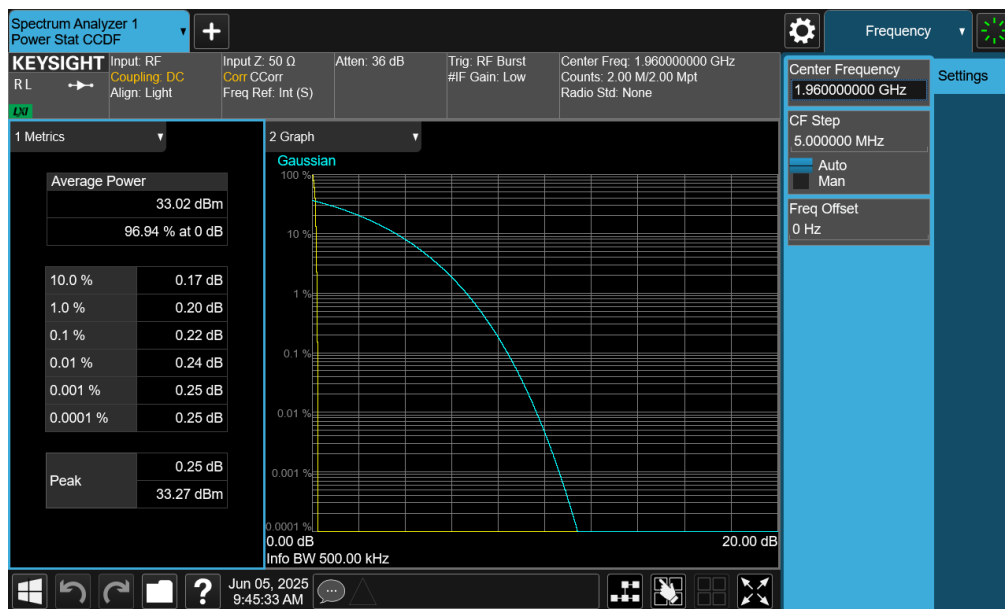 Spectrum Analyzer 1
Power Stat CCDF
+
Frequency
KEYSIGHT
RL
LXI
Input: RF
Coupling: DC
Align: Light
Input Z: 50 Ω
Corr CCorr
Freq Ref: Int (S)
Atten: 36 dB
Trig: RF Burst
#IF Gain: Low
Center Freq: 1.960000000 GHz
Counts: 2.00 M/2.00 Mpt
Radio Std: None
Center Frequency
1.960000000 GHz
Settings
CF Step
5.000000 MHz
Auto
Man
Freq Offset
0 Hz
1 Metrics
Average Power
33.02 dBm
96.94 % at 0 dB
10.0 % 0.17 dB
1.0 % 0.20 dB
0.1 % 0.22 dB
0.01 % 0.24 dB
0.001 % 0.25 dB
0.0001 % 0.25 dB
Peak
0.25 dB
33.27 dBm
2 Graph
Gaussian
100 %
10 %
1 %
0.1 %
0.01 %
0.001 %
0.0001 %
0.00 dB 20.00 dB
Info BW 500.00 kHz
?
Jun 05, 2025
9:45:33 AM